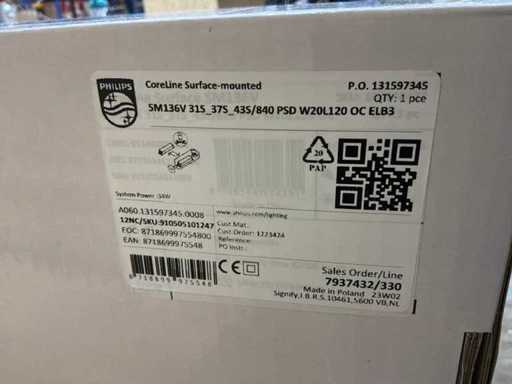 PHILIPS
CoreLine Surface-mounted
P.O. 131597345
QTY: 1 pce
SM136V 31S_37S_43S/840 PSD W20L120 OC ELB3
20
PAP
System Power :34W
A060.131597345.0008
12NC/SKU:910505101247
EOC: 871869997554800
EAN: 8718699975548
www.philips.com/lighting
Cust.Mat.:
Cust.Order: 1223424
Reference:
PO Instr.:
8718699975548
CE
Sales Order/Line
7937432/330
Made in Poland 23W02
Signify,I.B.R.S.10461,5600 VB,NL